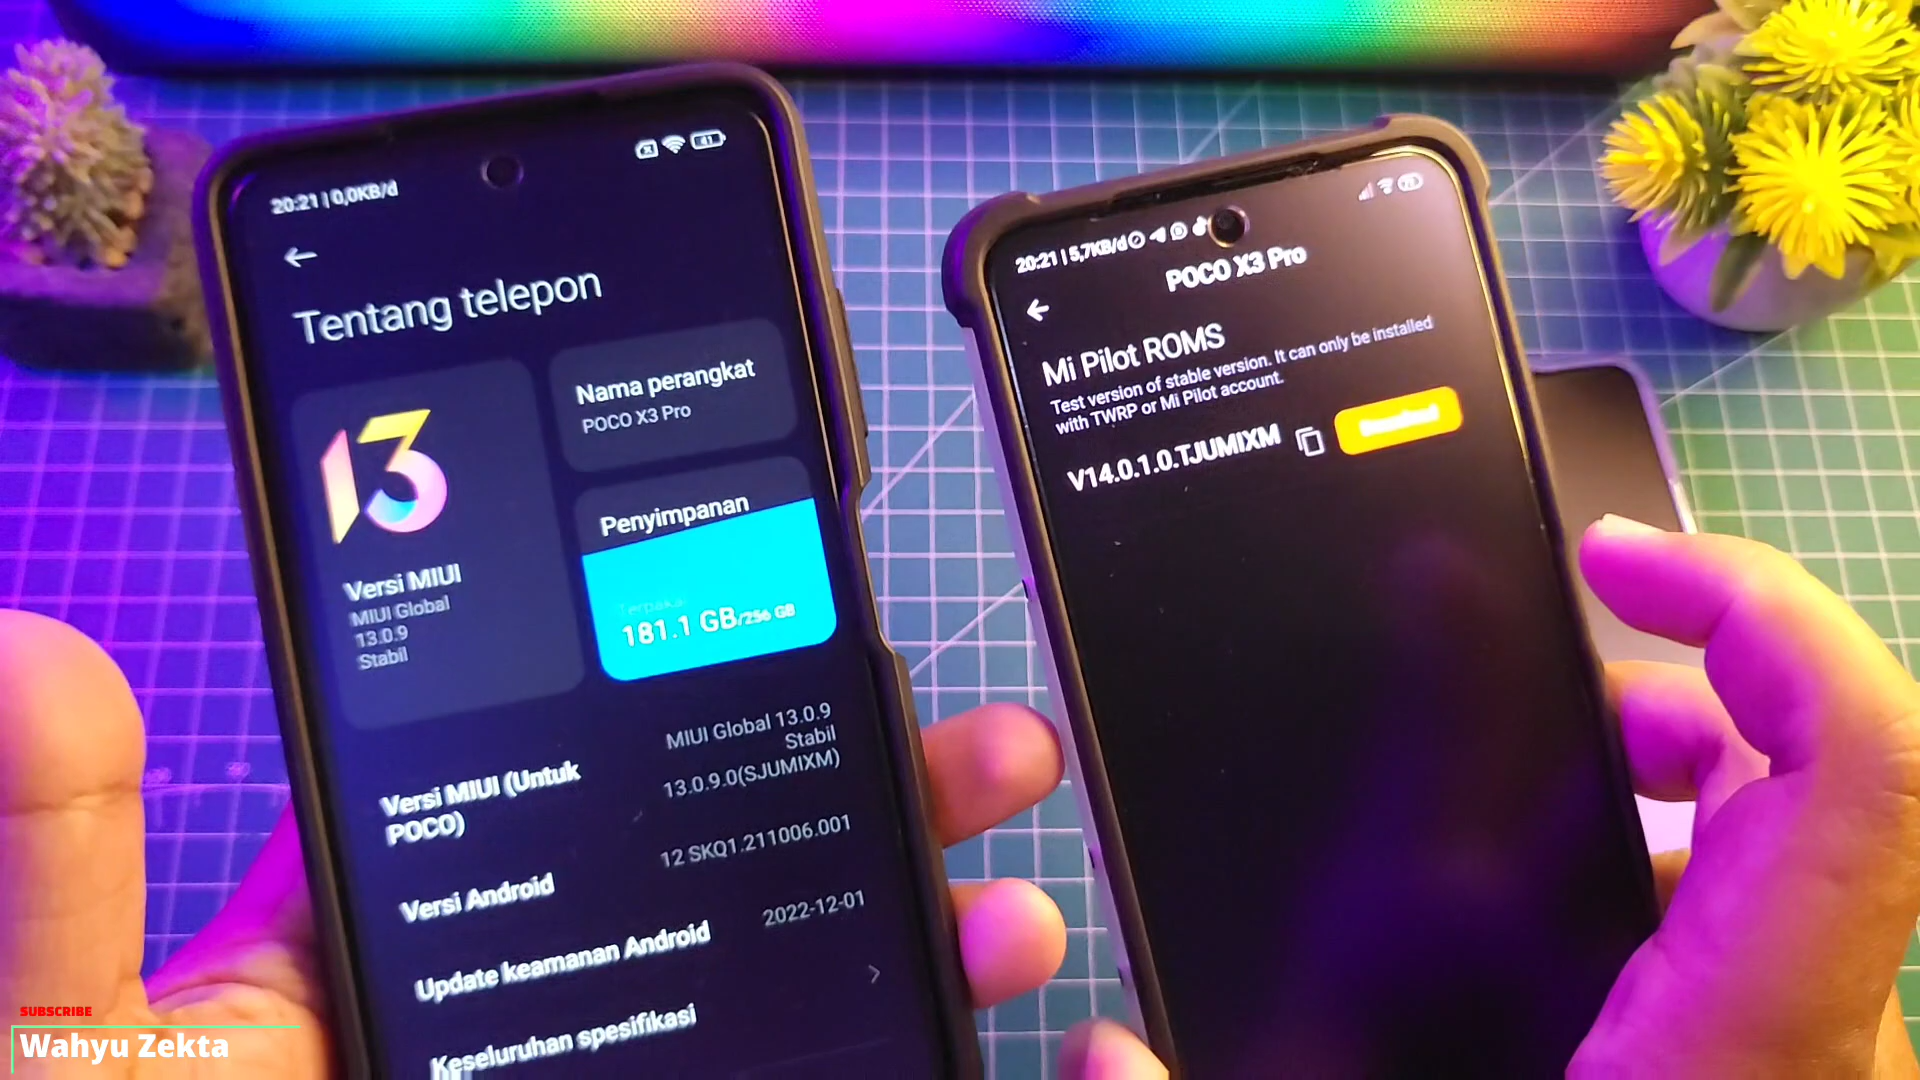 20:21 | 0,0KB/d
Tentang telepon
13
Versi MIUI
MIUI Global
13.0.9
Stabil
Nama perangkat
POCO X3 Pro
Penyimpanan
Terpakai
181.1 GB/256 GB
Versi MIUI (Untuk
POCO)
MIUI Global 13.0.9
Stabil
13.0.9.0(SJUMIXM)
Versi Android
12 SKQ1.211006.001
Update keamanan Android
2022-12-01
Keseluruhan spesifikasi
20:21 | 5,7KB/d
POCO X3 Pro
Mi Pilot ROMS
Test version of stable version. It can only be installed
with TWRP or Mi Pilot account.
V14.0.1.0.TJUMIXM
Download
SUBSCRIBE
Wahyu Zekta